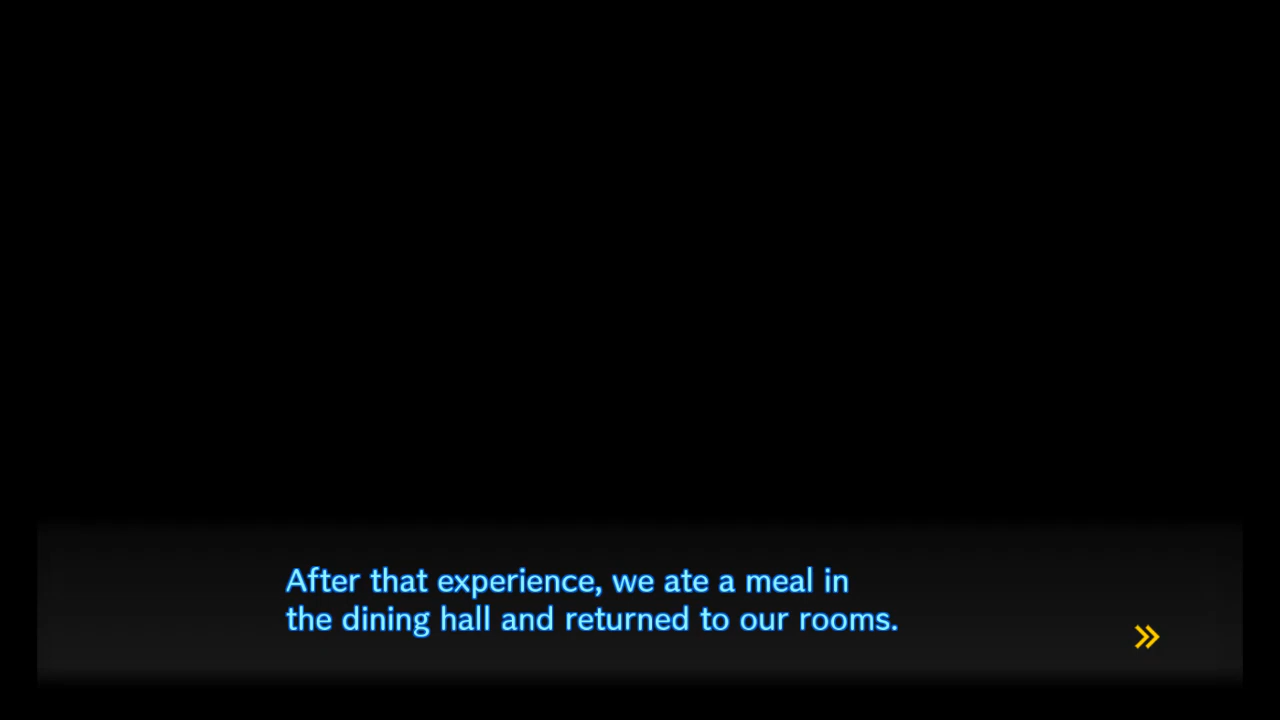 After that experience, we ate a meal in
the dining hall and returned to our rooms.